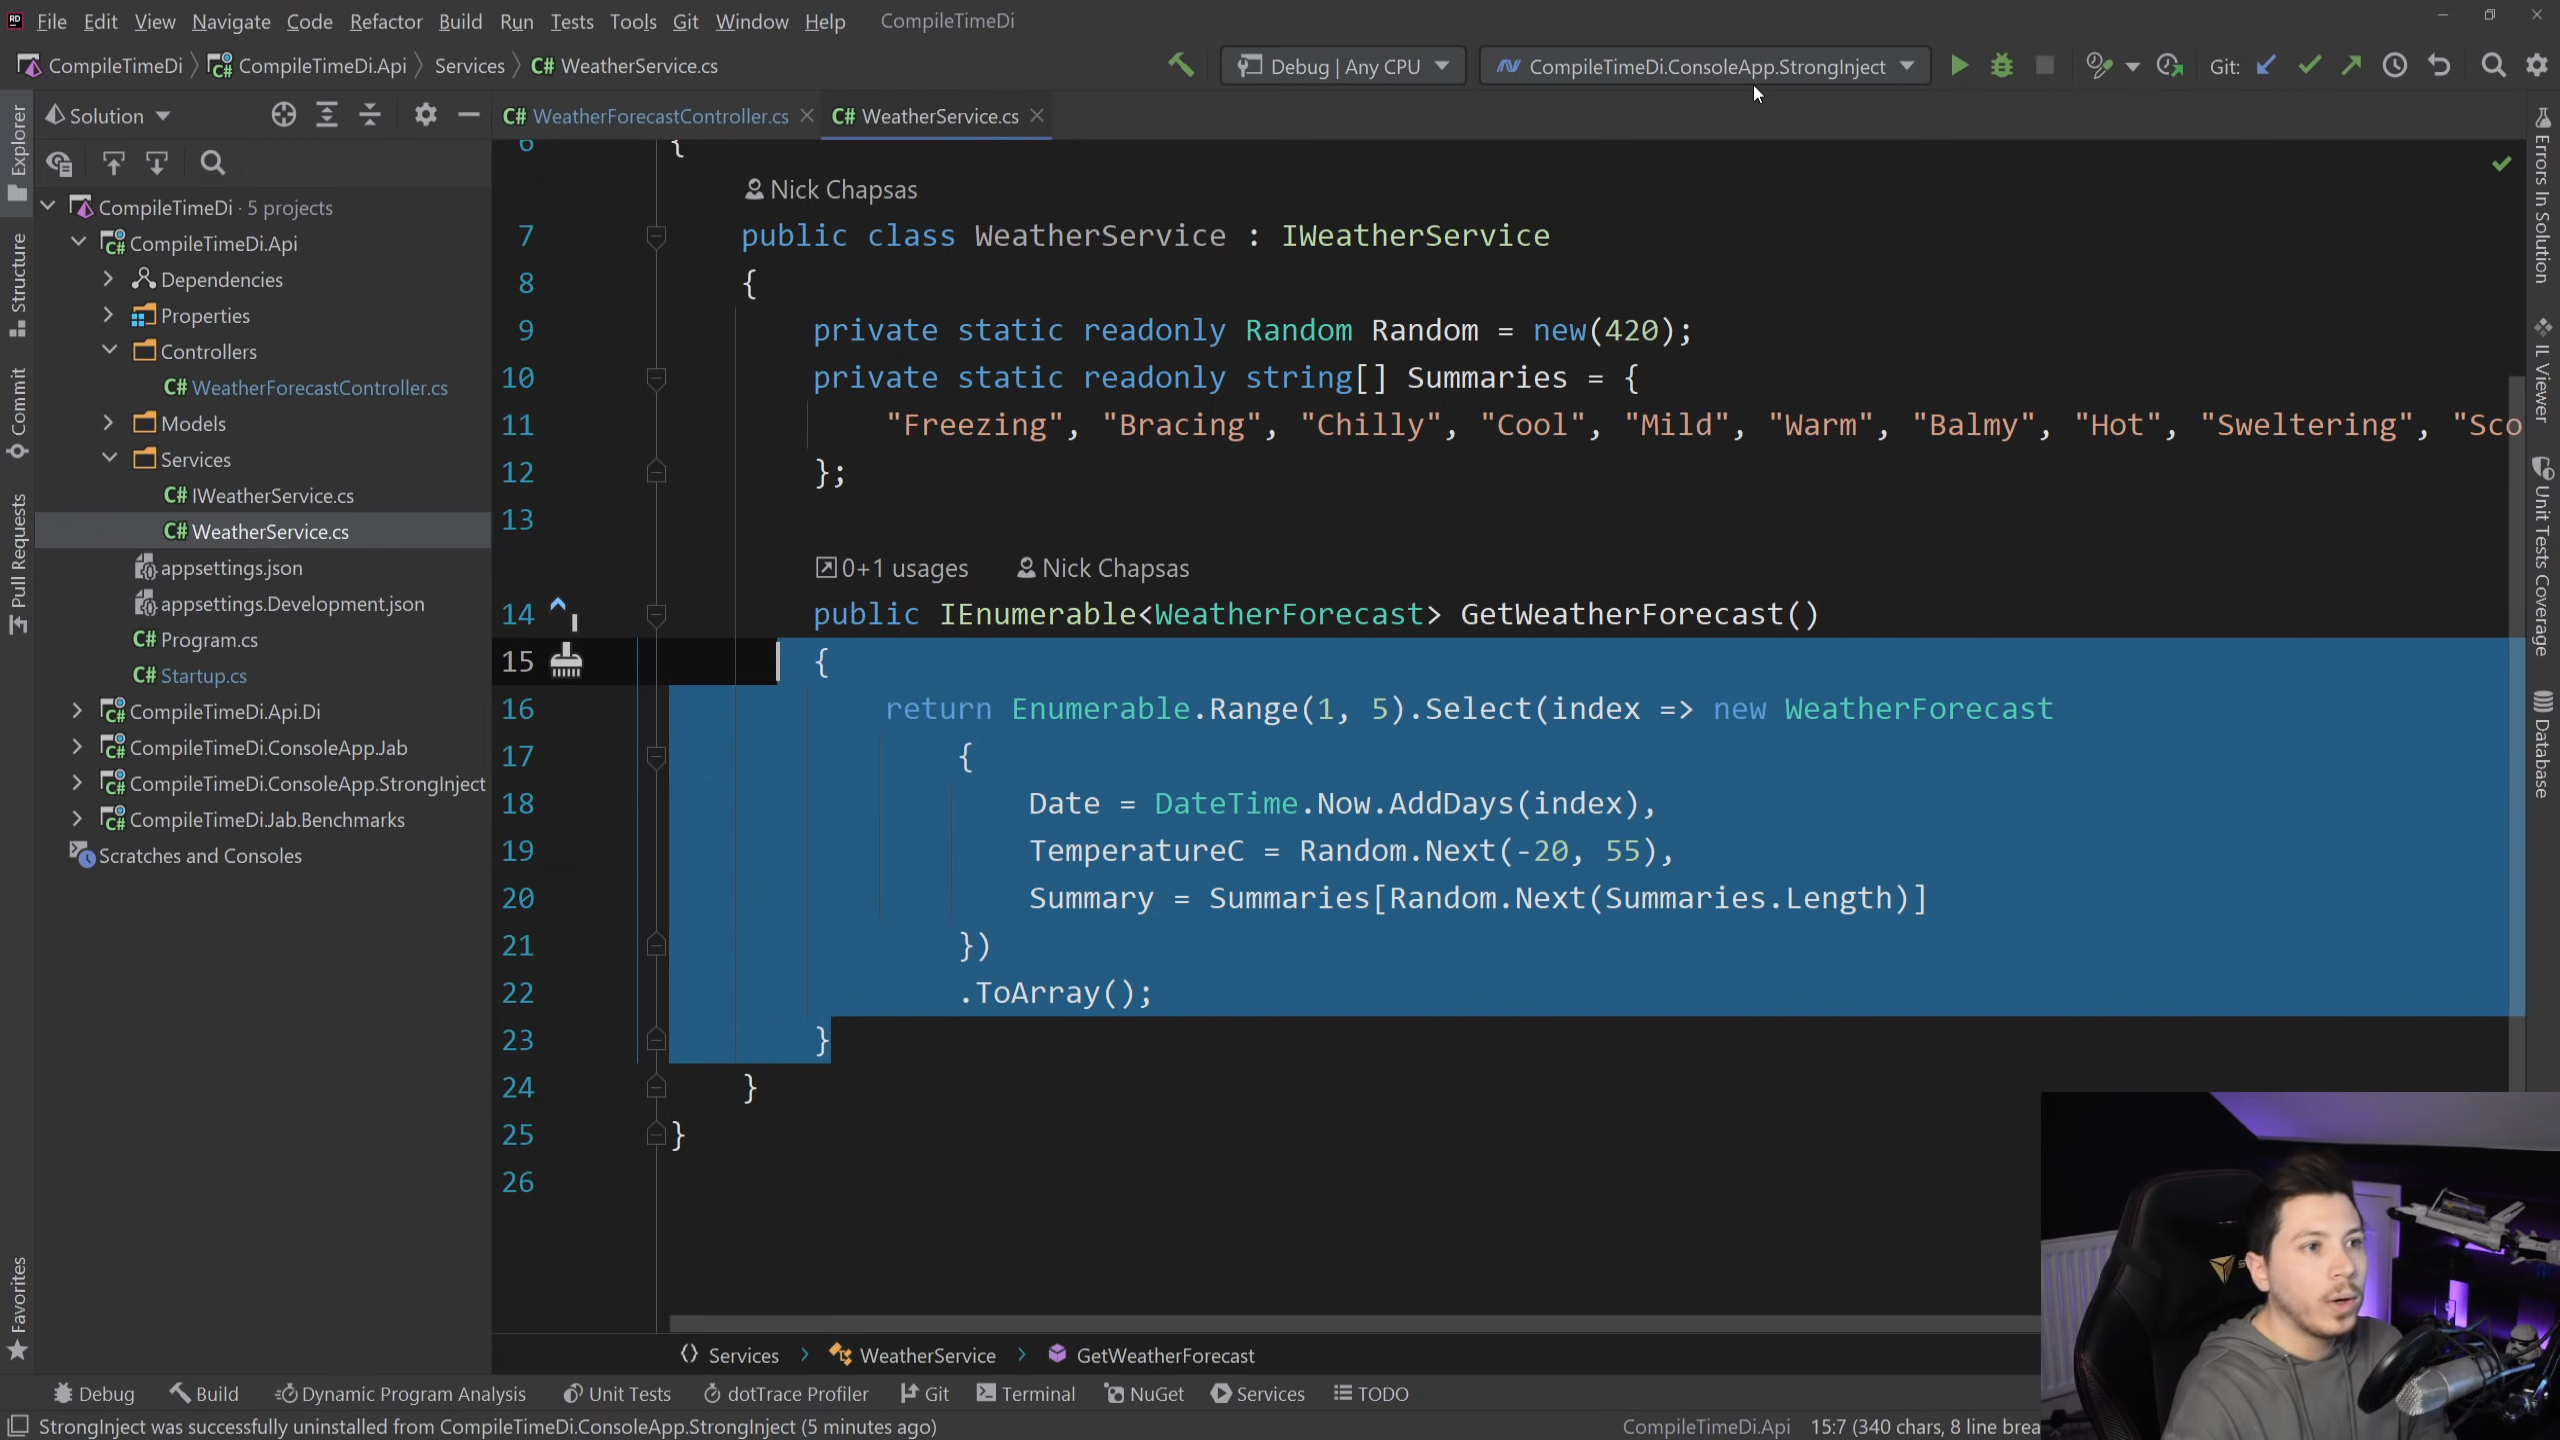 RD File Edit View Navigate Code Refactor Build Run Tests Tools Git Window Help CompileTimeDi
CompileTimeDi CompileTimeDi.Api Services C# WeatherService.cs Debug | Any CPU CompileTimeDi.ConsoleApp.StrongInject Git:
Solution
C# WeatherForecastController.cs C# WeatherService.cs
Explorer
Structure
Commit
Pull Requests
Favorites
CompileTimeDi · 5 projects
CompileTimeDi.Api
Dependencies
Properties
Controllers
C# WeatherForecastController.cs
Models
Services
C# IWeatherService.cs
C# WeatherService.cs
appsettings.json
appsettings.Development.json
C# Program.cs
C# Startup.cs
CompileTimeDi.Api.Di
CompileTimeDi.ConsoleApp.Jab
CompileTimeDi.ConsoleApp.StrongInject
CompileTimeDi.Jab.Benchmarks
Scratches and Consoles
6 {
Nick Chapsas
7 public class WeatherService : IWeatherService
8 {
9 private static readonly Random Random = new(420);
10 private static readonly string[] Summaries = {
11 "Freezing", "Bracing", "Chilly", "Cool", "Mild", "Warm", "Balmy", "Hot", "Sweltering", "Sco
12 };
13
0+1 usages Nick Chapsas
14 public IEnumerable<WeatherForecast> GetWeatherForecast()
15 {
16 return Enumerable.Range(1, 5).Select(index => new WeatherForecast
17 {
18 Date = DateTime.Now.AddDays(index),
19 TemperatureC = Random.Next(-20, 55),
20 Summary = Summaries[Random.Next(Summaries.Length)]
21 })
22 .ToArray();
23 }
24 }
25 }
26
Errors In Solution
IL Viewer
Unit Tests Coverage
Database
Services WeatherService GetWeatherForecast
Debug Build Dynamic Program Analysis Unit Tests dotTrace Profiler Git Terminal NuGet Services TODO
StrongInject was successfully uninstalled from CompileTimeDi.ConsoleApp.StrongInject (5 minutes ago) CompileTimeDi.Api 15:7 (340 chars, 8 line brea